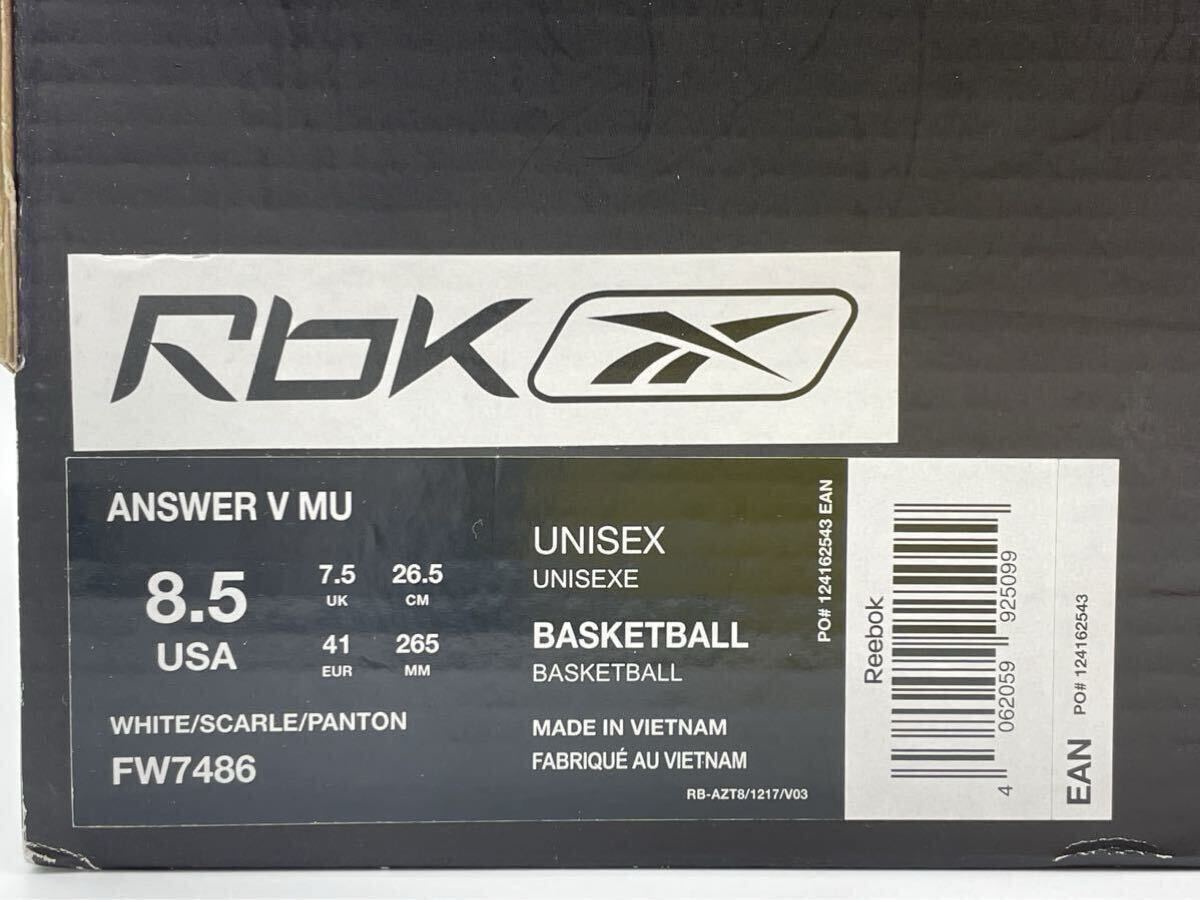 Rbk
ANSWER V MU
8.5
USA
7.5
UK
26.5
CM
41
EUR
265
MM
WHITE/SCARLE/PANTON
FW7486
UNISEX
UNISEXE
BASKETBALL
BASKETBALL
MADE IN VIETNAM
FABRIQUÉ AU VIETNAM
RB-AZT8/1217/V03
PO# 124162543 EAN
Reebok
4 062059 925099
EAN PO# 124162543